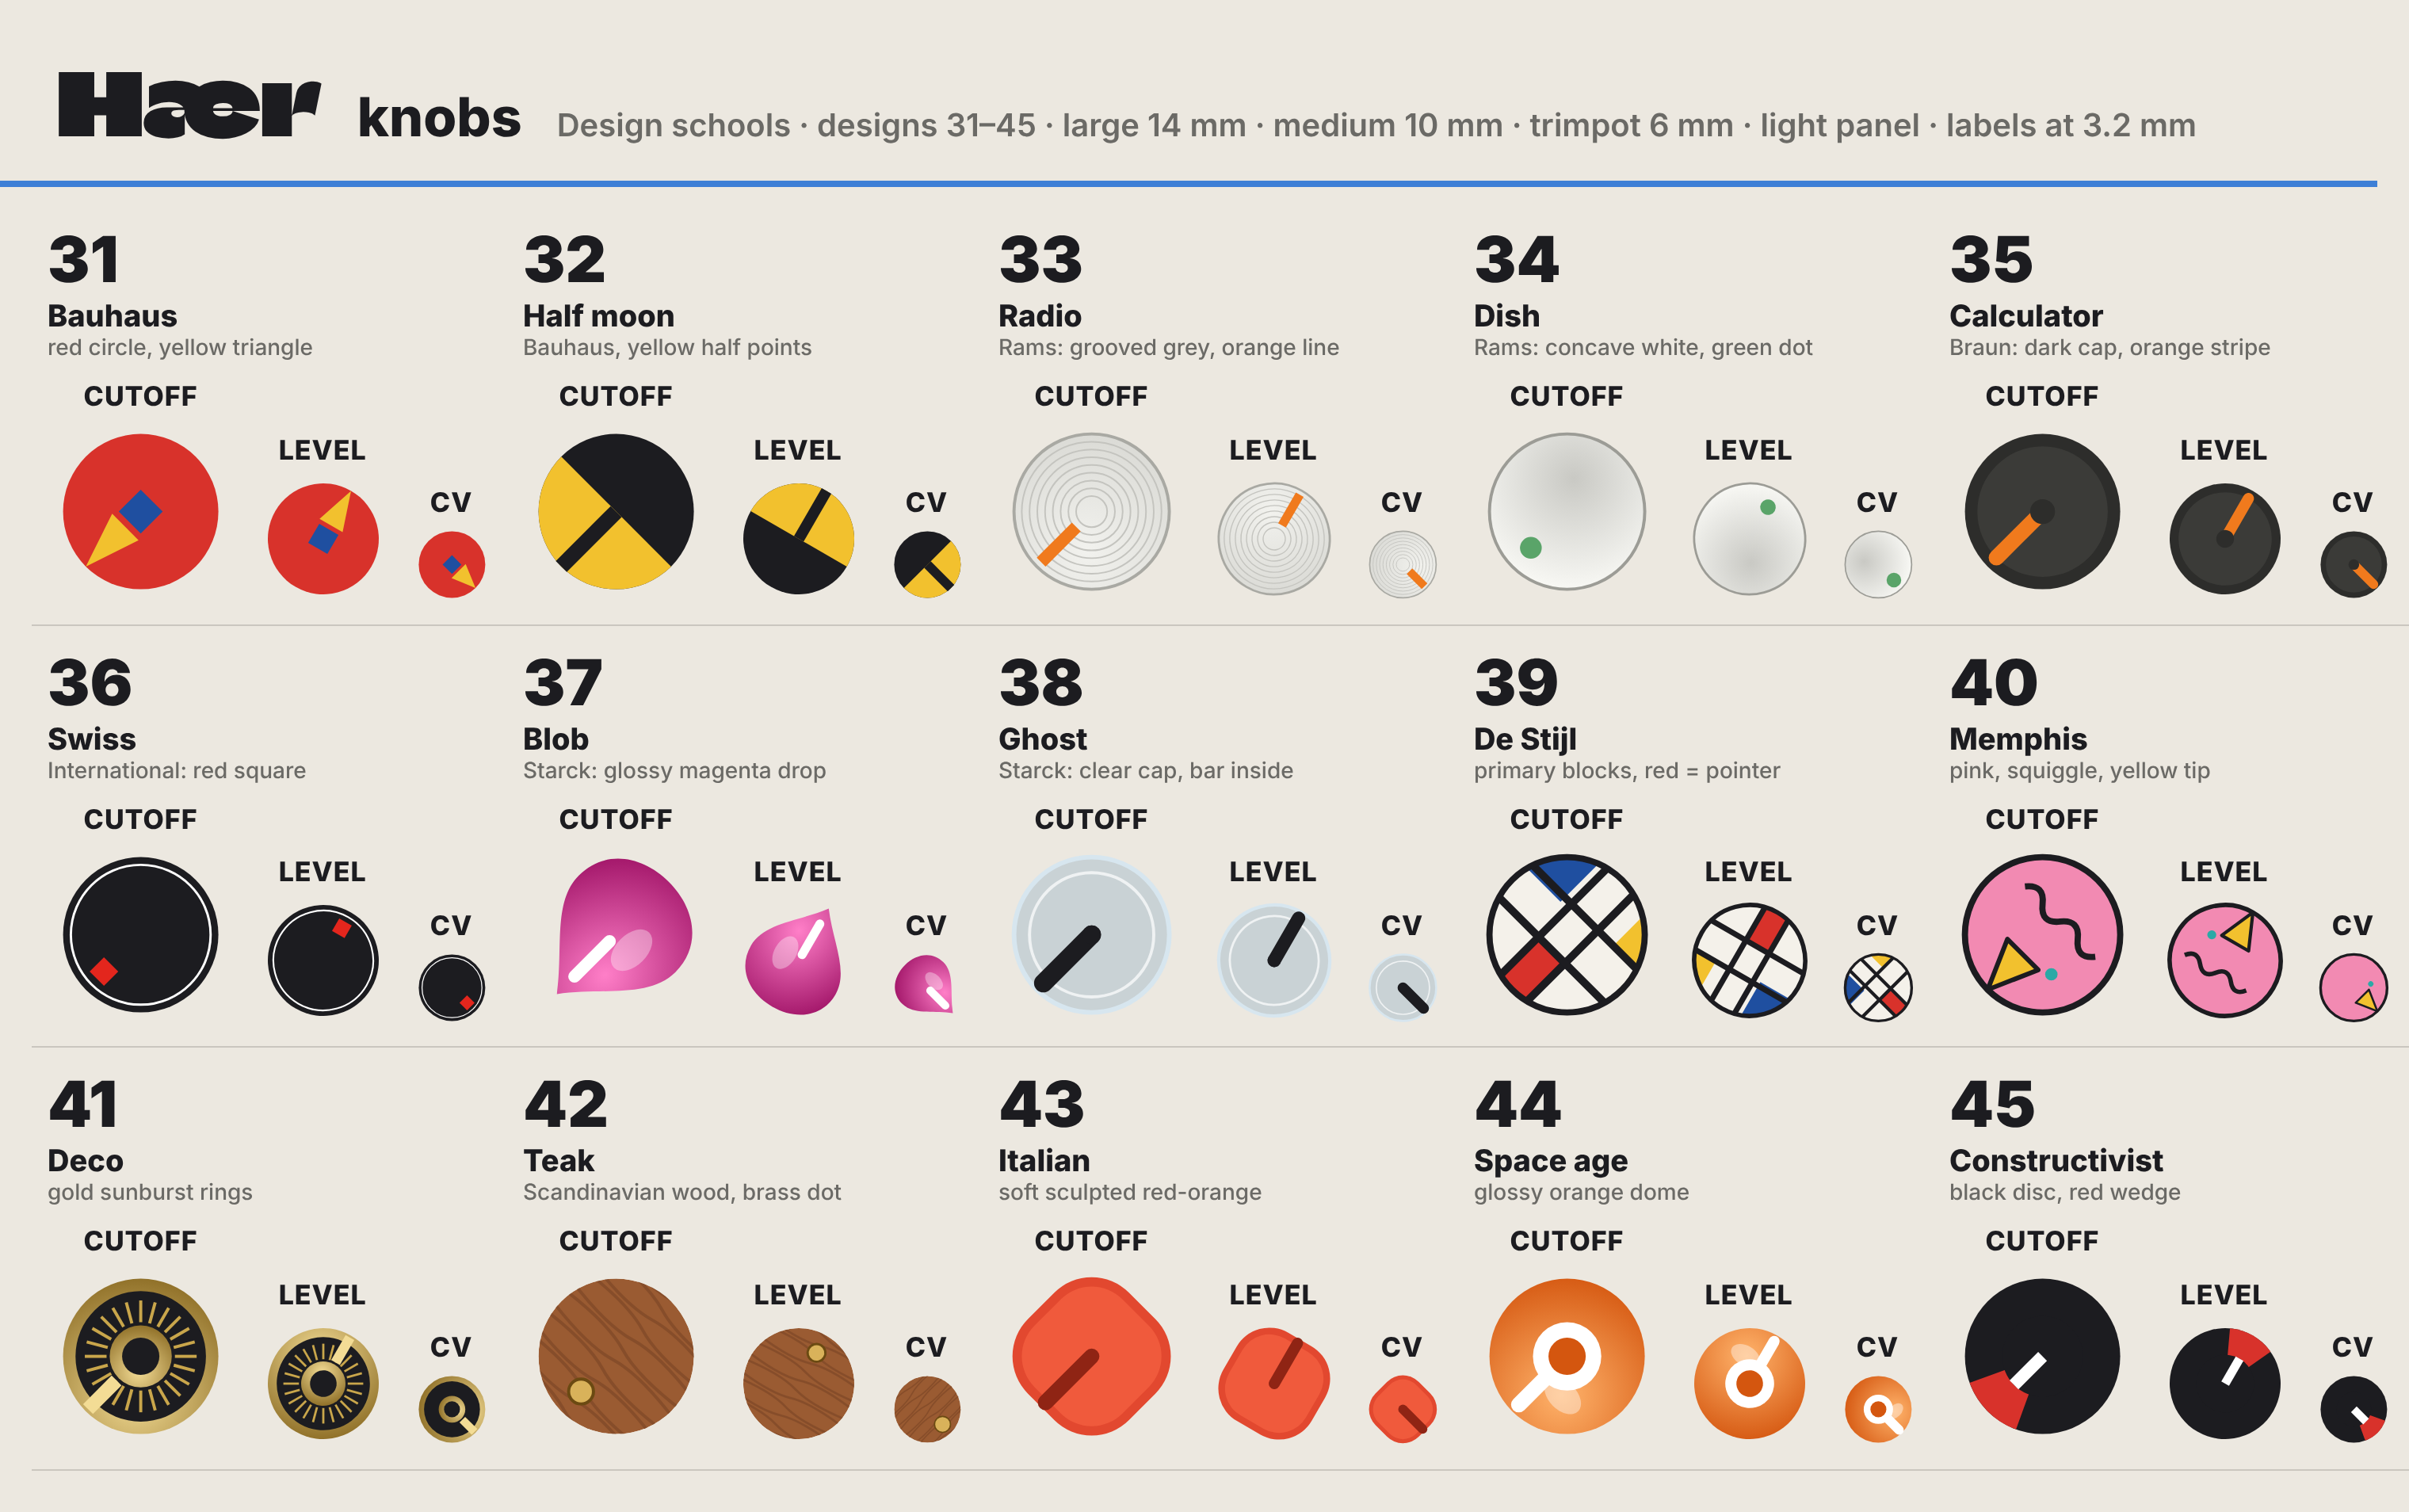 Hær knobs Design schools · designs 31–45 · large 14 mm · medium 10 mm · trimpot 6 mm · light panel · labels at 3.2 mm
31
Bauhaus
red circle, yellow triangle
CUTOFF
LEVEL
CV
32
Half moon
Bauhaus, yellow half points
CUTOFF
LEVEL
CV
33
Radio
Rams: grooved grey, orange line
CUTOFF
LEVEL
CV
34
Dish
Rams: concave white, green dot
CUTOFF
LEVEL
CV
35
Calculator
Braun: dark cap, orange stripe
CUTOFF
LEVEL
CV
36
Swiss
International: red square
CUTOFF
LEVEL
CV
37
Blob
Starck: glossy magenta drop
CUTOFF
LEVEL
CV
38
Ghost
Starck: clear cap, bar inside
CUTOFF
LEVEL
CV
39
De Stijl
primary blocks, red = pointer
CUTOFF
LEVEL
CV
40
Memphis
pink, squiggle, yellow tip
CUTOFF
LEVEL
CV
41
Deco
gold sunburst rings
CUTOFF
LEVEL
CV
42
Teak
Scandinavian wood, brass dot
CUTOFF
LEVEL
CV
43
Italian
soft sculpted red-orange
CUTOFF
LEVEL
CV
44
Space age
glossy orange dome
CUTOFF
LEVEL
CV
45
Constructivist
black disc, red wedge
CUTOFF
LEVEL
CV